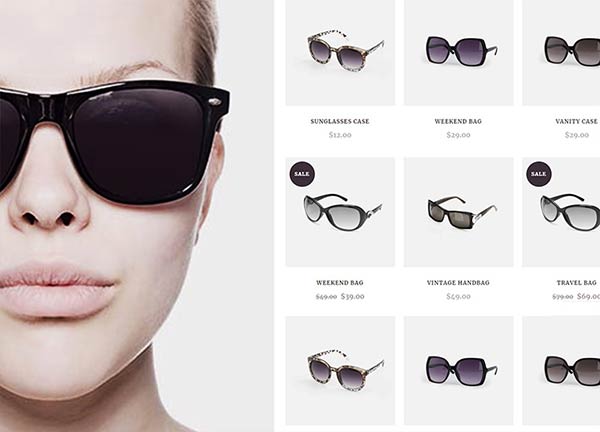 SUNGLASSES CASE
$12.00
WEEKEND BAG
$29.00
VANITY CASE
$29.00
SALE
SALE
WEEKEND BAG
$49.00 $39.00
VINTAGE HANDBAG
$49.00
TRAVEL BAG
$79.00 $69.00